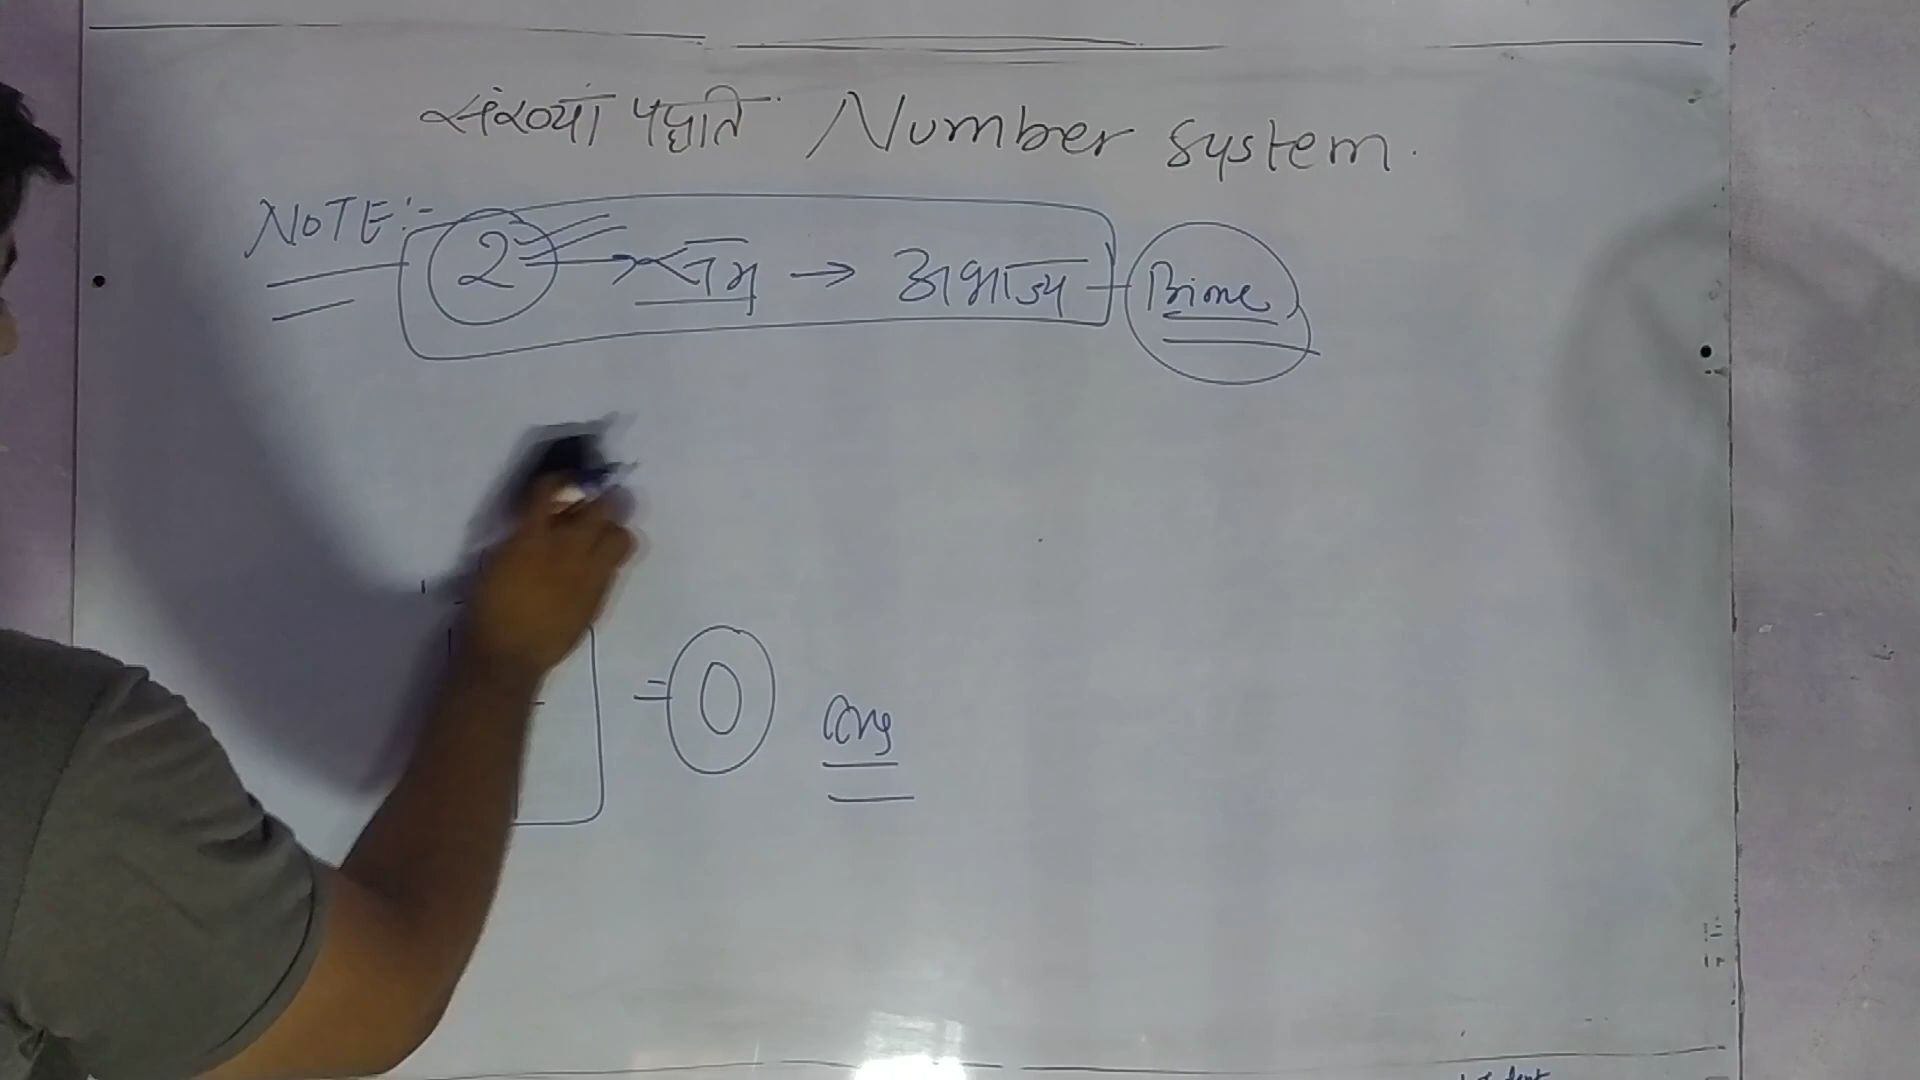 संख्या पद्धति Number System.
NOTE:- 2 → सम → अभाज्य - Prime
= 0 ans